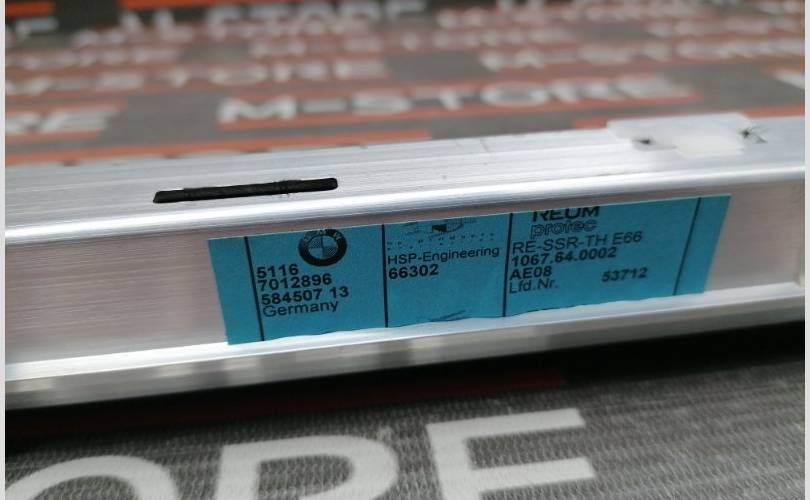 M-STORE
M-STORE
5116
7012896
584507 13
Germany
HSP-Engineering
66302
REUM
protec
RE-SSR-TH E66
1067.64.0002
AE08
Lfd.Nr. 53712